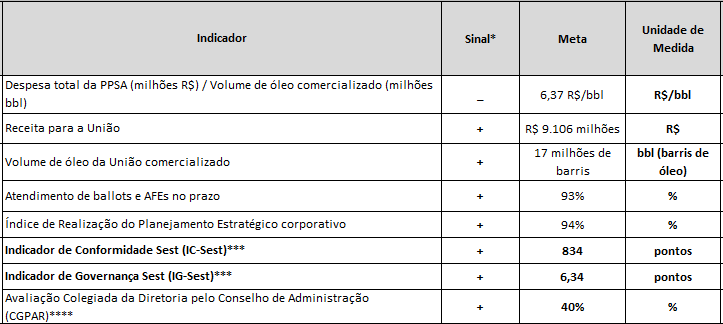 Indicador Sinal* Meta Unidade de Medida
Despesa total da PPSA (milhões R$) / Volume de óleo comercializado (milhões
bbl) _ 6,37 R$/bbl R$/bbl
Receita para a União + R$ 9.106 milhões R$
Volume de óleo da União comercializado + 17 milhões de barris bbl (barris de óleo)
Atendimento de ballots e AFEs no prazo + 93% %
Índice de Realização do Planejamento Estratégico corporativo + 94% %
Indicador de Conformidade Sest (IC-Sest)*** + 834 pontos
Indicador de Governança Sest (IG-Sest)*** + 6,34 pontos
Avaliação Colegiada da Diretoria pelo Conselho de Administração
(CGPAR)**** + 40% %